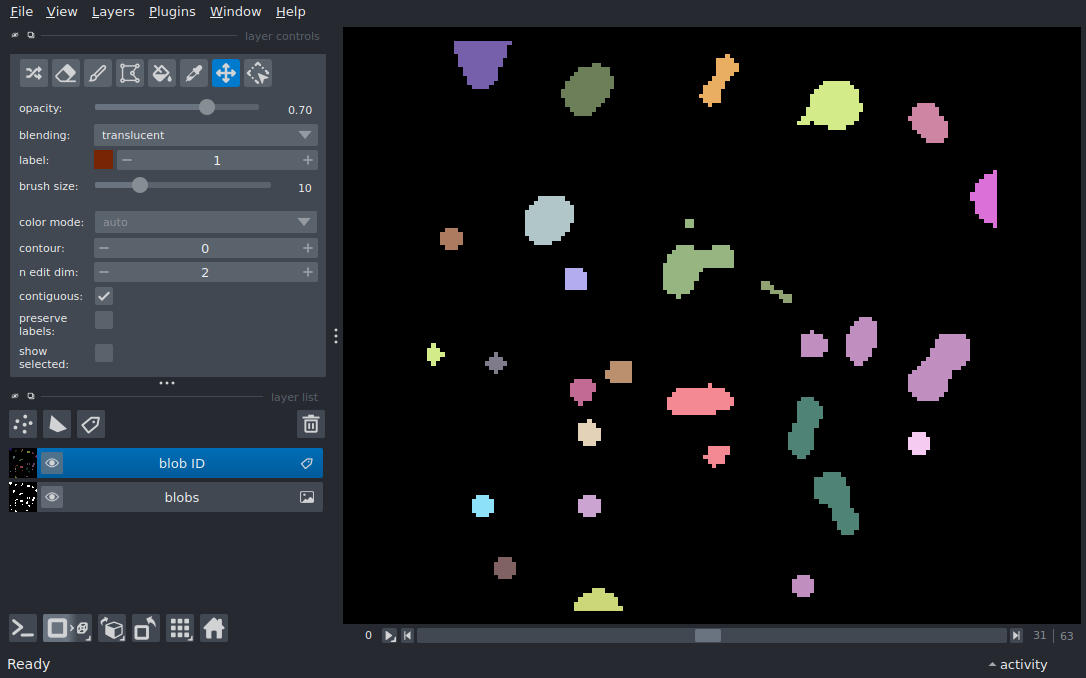 File View Layers Plugins Window Help
layer controls
opacity: 0.70
blending: translucent
label: 1
brush size: 10
color mode: auto
contour: 0
n edit dim: 2
contiguous:
preserve
labels:
show
selected:
layer list
blob ID
blobs
0 31 63
Ready activity